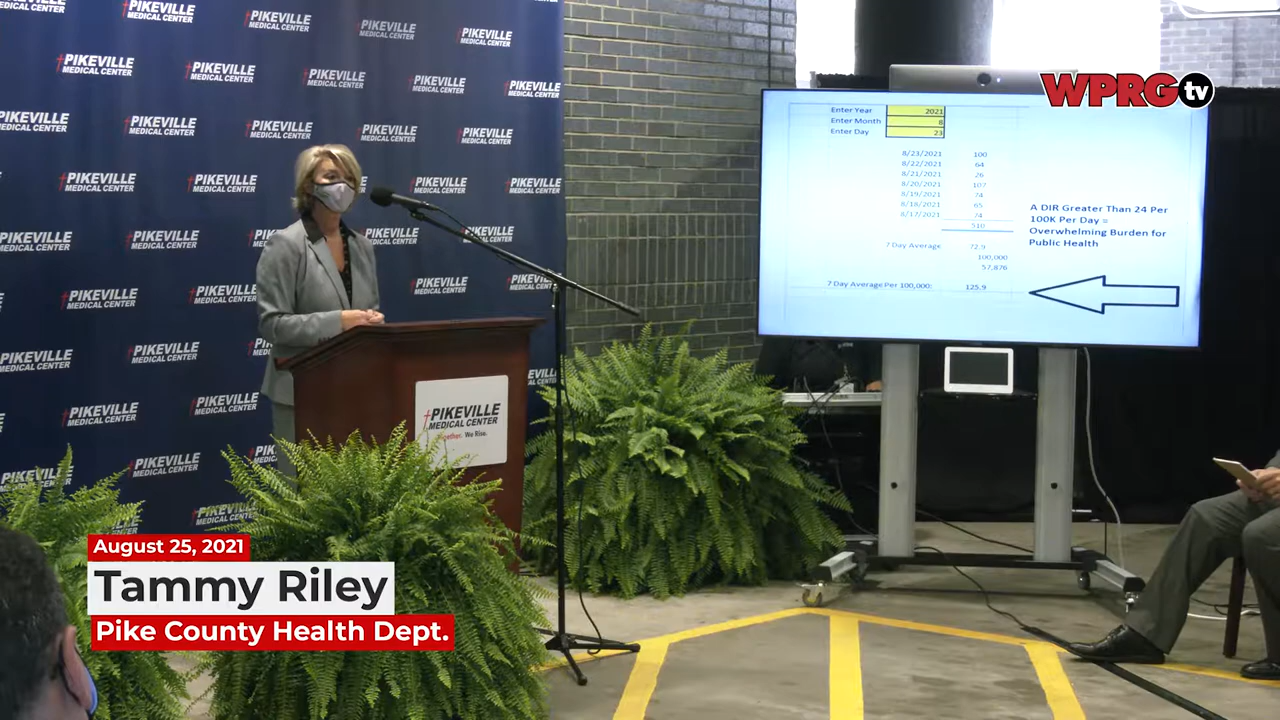 PIKEVILLE
MEDICAL CENTER
WPRGtv
Enter Year 2021
Enter Month 8
Enter Day 23
8/23/2021 100
8/22/2021 64
8/21/2021 26
8/20/2021 107
8/19/2021 74
8/18/2021 65
8/17/2021 74
510
7 Day Average: 72.9
100,000
57,876
7 Day Average Per 100,000: 125.9
A DIR Greater Than 24 Per
100K Per Day =
Overwhelming Burden for
Public Health
PIKEVILLE
MEDICAL CENTER
Together. We Rise.
August 25, 2021
Tammy Riley
Pike County Health Dept.